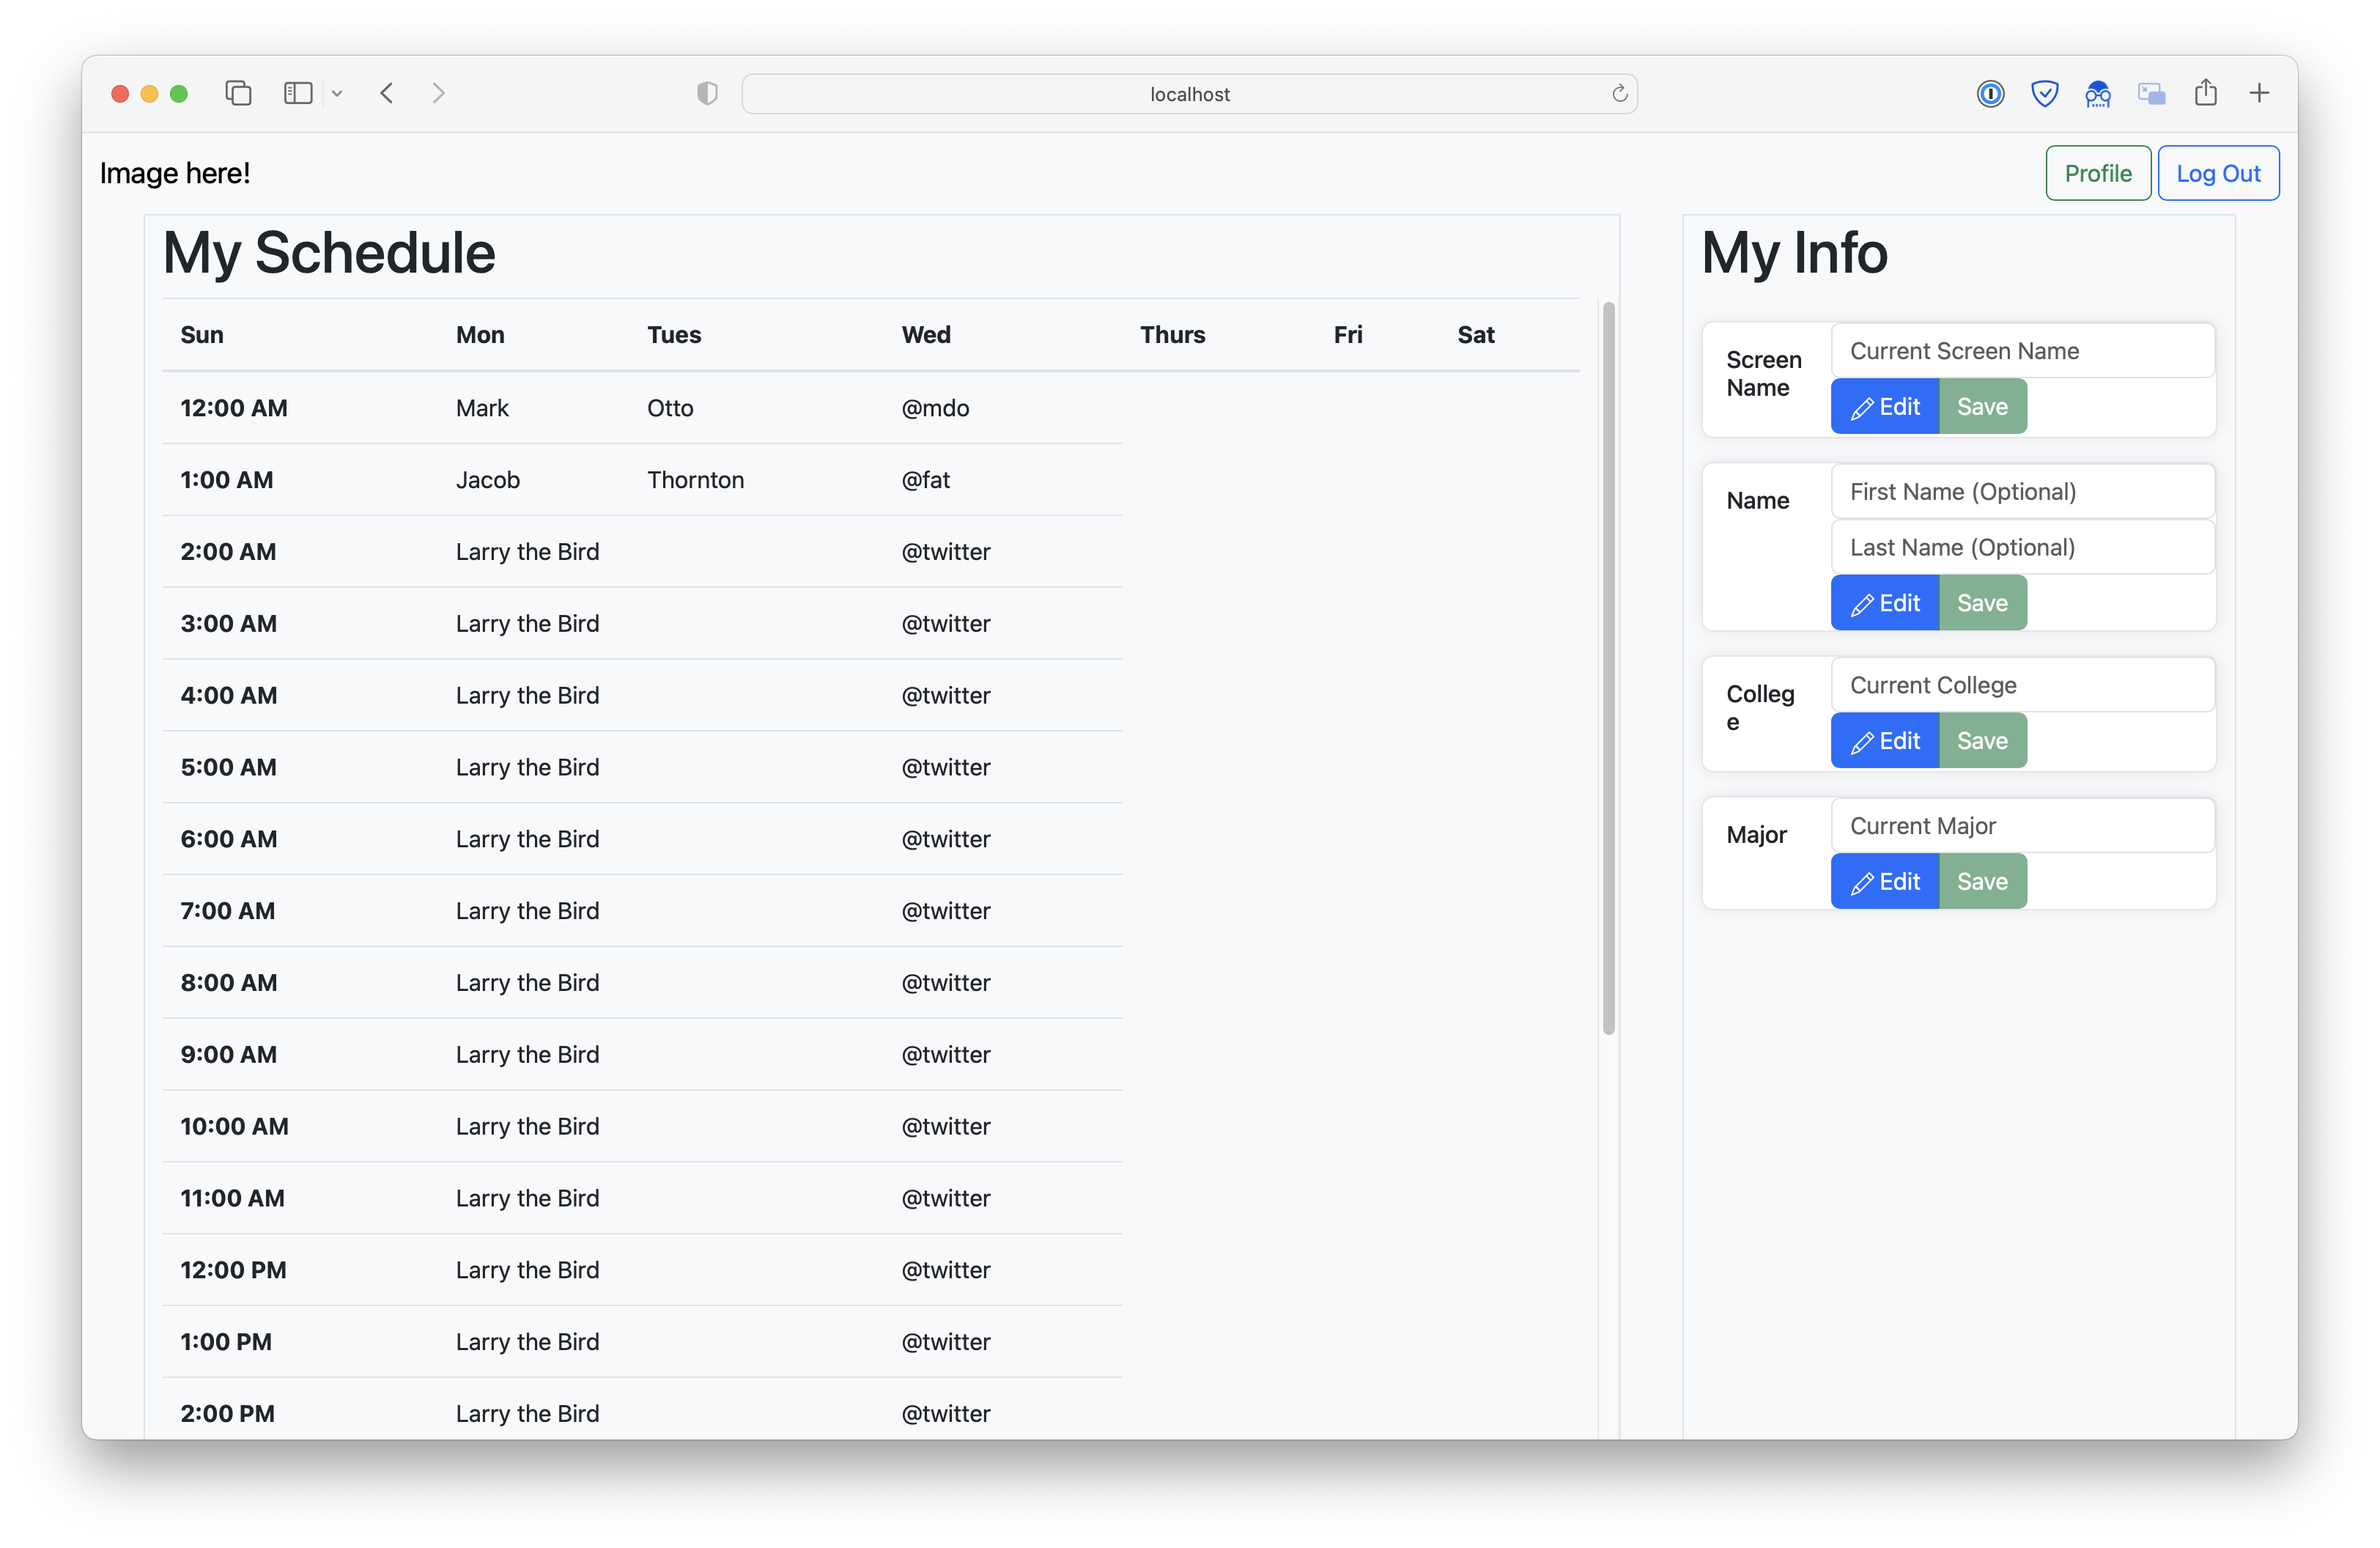 localhost
Image here!
Profile
Log Out
My Schedule
Sun Mon Tues Wed Thurs Fri Sat
12:00 AM Mark Otto @mdo
1:00 AM Jacob Thornton @fat
2:00 AM Larry the Bird @twitter
3:00 AM Larry the Bird @twitter
4:00 AM Larry the Bird @twitter
5:00 AM Larry the Bird @twitter
6:00 AM Larry the Bird @twitter
7:00 AM Larry the Bird @twitter
8:00 AM Larry the Bird @twitter
9:00 AM Larry the Bird @twitter
10:00 AM Larry the Bird @twitter
11:00 AM Larry the Bird @twitter
12:00 PM Larry the Bird @twitter
1:00 PM Larry the Bird @twitter
2:00 PM Larry the Bird @twitter
My Info
Screen
Name
Current Screen Name
Edit Save
Name
First Name (Optional)
Last Name (Optional)
Edit Save
Colleg
e
Current College
Edit Save
Major
Current Major
Edit Save